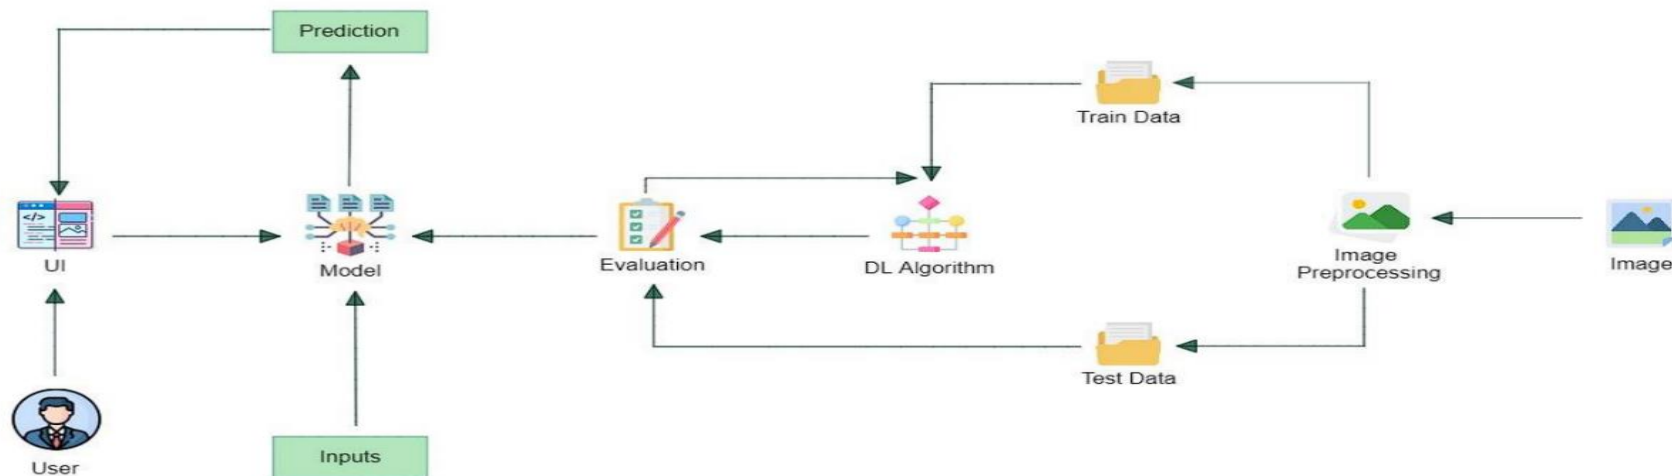 Prediction
Train Data
UI
Model
Evaluation
DL Algorithm
Image
Preprocessing
Image
Test Data
User
Inputs